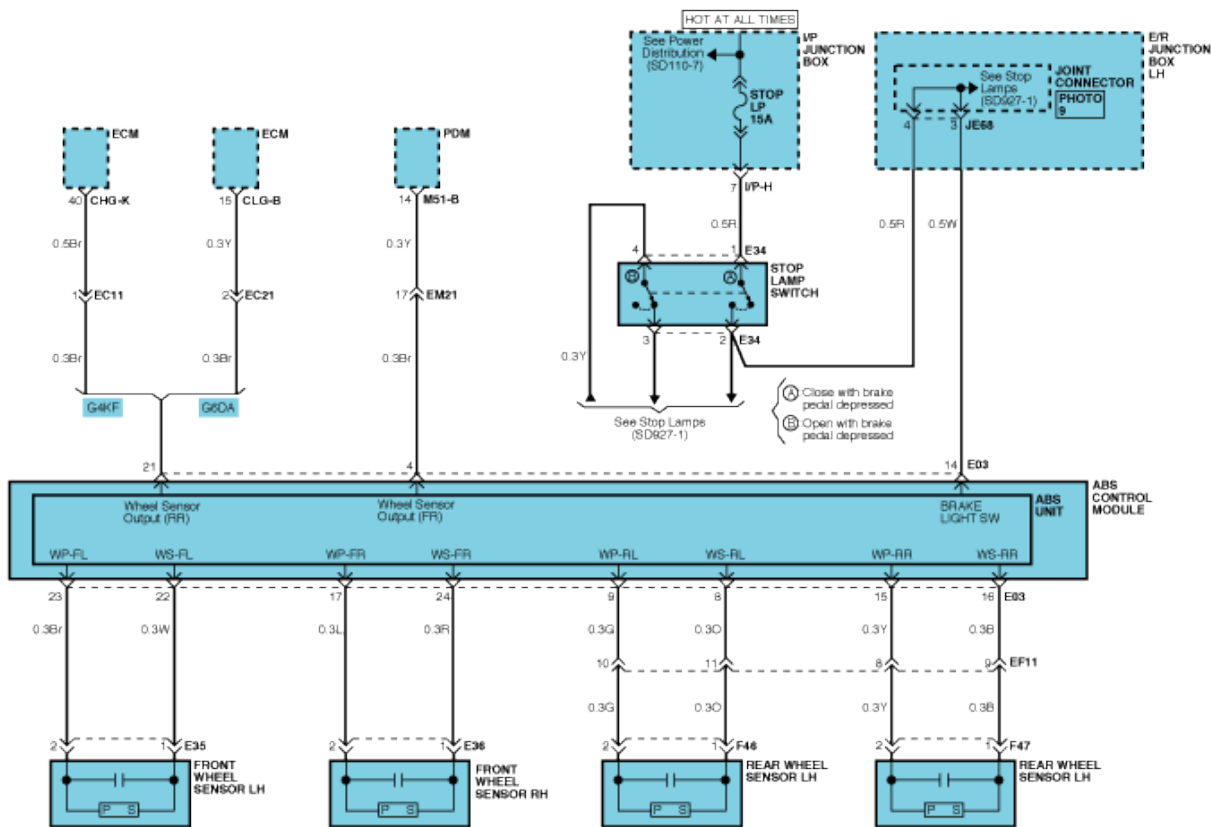 HOT AT ALL TIMES
See Power
Distribution
(SD110-7)
I/P
JUNCTION
BOX
STOP
LP
15A
7 I/P-H
E/R
JUNCTION
BOX
LH
See Stop
Lamps
(SD927-1)
JOINT
CONNECTOR
PHOTO
9
4 3 JE68
ECM
ECM
PDM
40 CHG-K
15 CLG-B
14 M51-B
0.5Br
0.3Y
0.3Y
0.5R
0.5R
0.5W
1 EC11
2 EC21
17 EM21
4 1 E34
B
A
STOP
LAMP
SWITCH
3 2 E34
0.3Br
0.3Br
0.3Br
0.3Y
G4KF
G6DA
See Stop Lamps
(SD927-1)
A: Close with brake
pedal depressed
B: Open with brake
pedal depressed
21 4 14 E03
ABS
CONTROL
MODULE
ABS
UNIT
Wheel Sensor
Output (RR)
Wheel Sensor
Output (FR)
BRAKE
LIGHT SW
WP-FL WS-FL WP-FR WS-FR WP-RL WS-RL WP-RR WS-RR
23 22 17 24 9 8 15 16 E03
0.3Br 0.3W 0.3L 0.3R 0.3G 0.3O 0.3Y 0.3B
10 11 8 9 EF11
0.3G 0.3O 0.3Y 0.3B
2 1 E35
2 1 E36
2 1 F46
2 1 F47
FRONT
WHEEL
SENSOR LH
P S
FRONT
WHEEL
SENSOR RH
P S
REAR WHEEL
SENSOR LH
P S
REAR WHEEL
SENSOR LH
P S